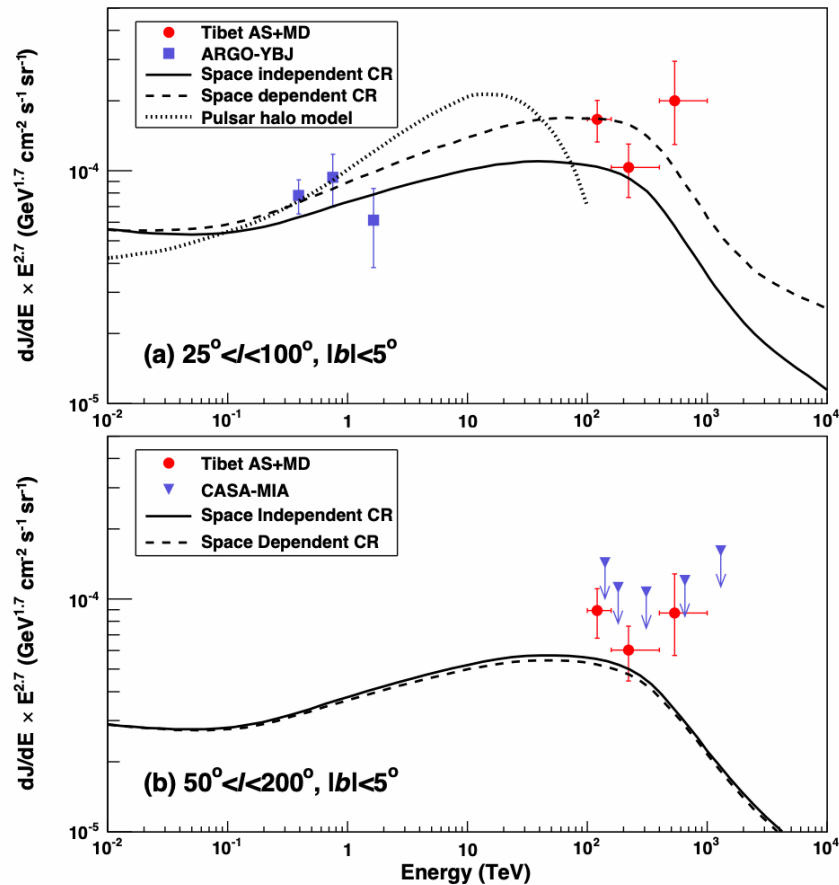 Tibet AS+MD
ARGO-YBJ
Space independent CR
Space dependent CR
Pulsar halo model
dJ/dE × E^2.7 (GeV^1.7 cm^-2 s^-1 sr^-1)
10^-4
10^-5
(a) 25°<l<100°, |b|<5°
10^-2 10^-1 1 10 10^2 10^3 10^4
Tibet AS+MD
CASA-MIA
Space Independent CR
Space Dependent CR
dJ/dE × E^2.7 (GeV^1.7 cm^-2 s^-1 sr^-1)
10^-4
10^-5
(b) 50°<l<200°, |b|<5°
10^-2 10^-1 1 10 10^2 10^3 10^4
Energy (TeV)